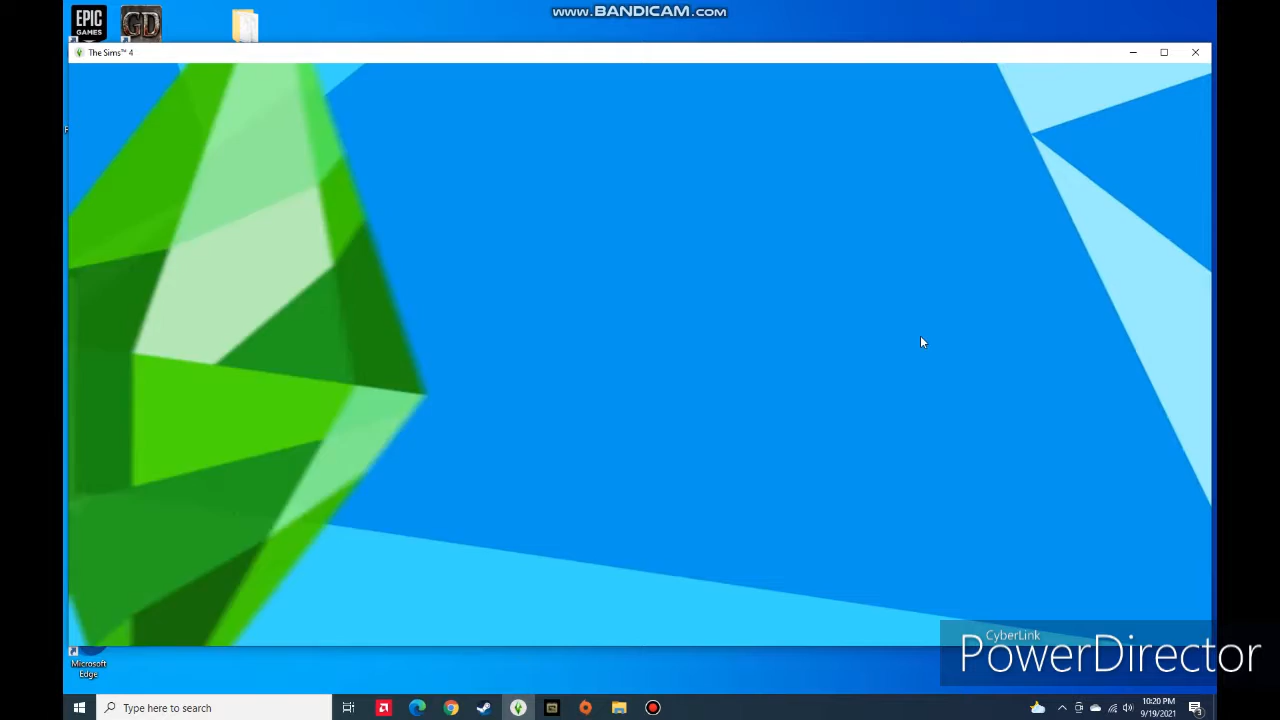 www.BANDICAM.com
EPIC
GAMES
GD
The Sims™ 4
F
CyberLink
PowerDirector
Microsoft
Edge
Type here to search
10:20 PM
9/19/2021